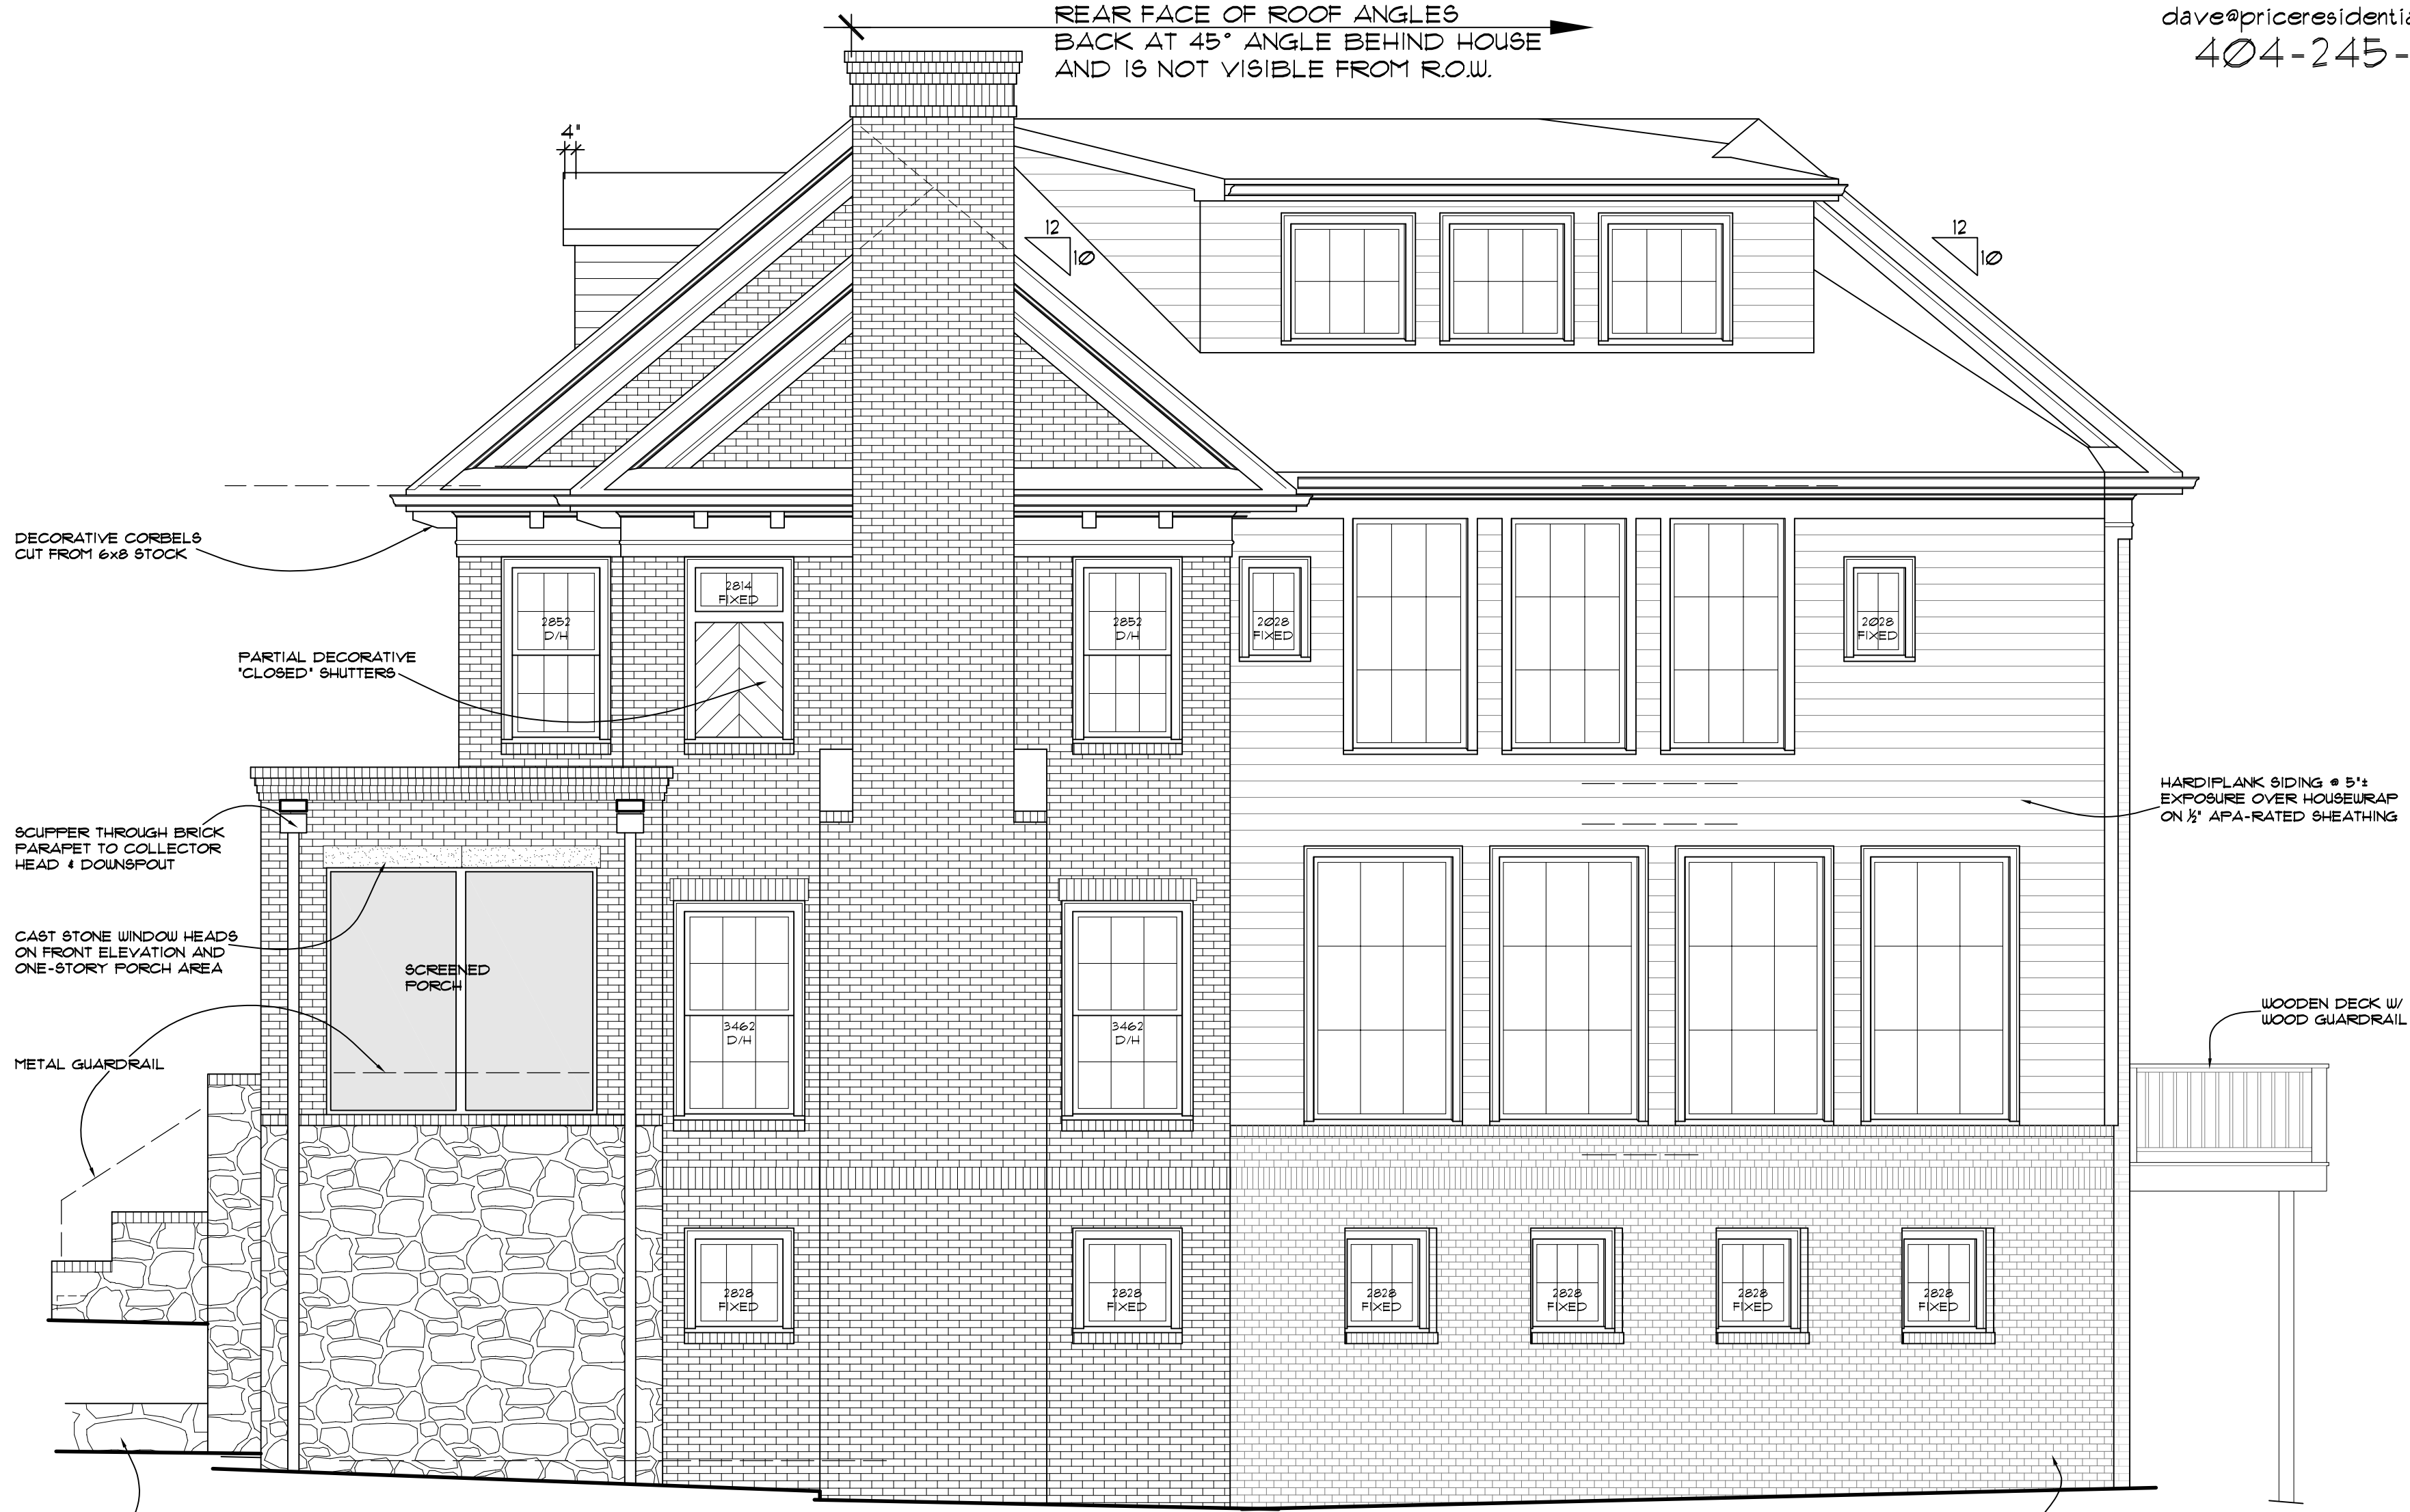 REAR FACE OF ROOF ANGLES
BACK AT 45° ANGLE BEHIND HOUSE
AND IS NOT VISIBLE FROM R.O.W.
dave@priceresidentia
404-245-
4"
12
10
12
10
DECORATIVE CORBELS
CUT FROM 6x8 STOCK
2814
FIXED
2852
D/H
2852
D/H
2028
FIXED
2028
FIXED
PARTIAL DECORATIVE
"CLOSED" SHUTTERS
HARDIPLANK SIDING @ 5"±
EXPOSURE OVER HOUSEWRAP
ON ½" APA-RATED SHEATHING
SCUPPER THROUGH BRICK
PARAPET TO COLLECTOR
HEAD & DOWNSPOUT
CAST STONE WINDOW HEADS
ON FRONT ELEVATION AND
ONE-STORY PORCH AREA
SCREENED
PORCH
3462
D/H
3462
D/H
WOODEN DECK W/
WOOD GUARDRAIL
METAL GUARDRAIL
2828
FIXED
2828
FIXED
2828
FIXED
2828
FIXED
2828
FIXED
2828
FIXED